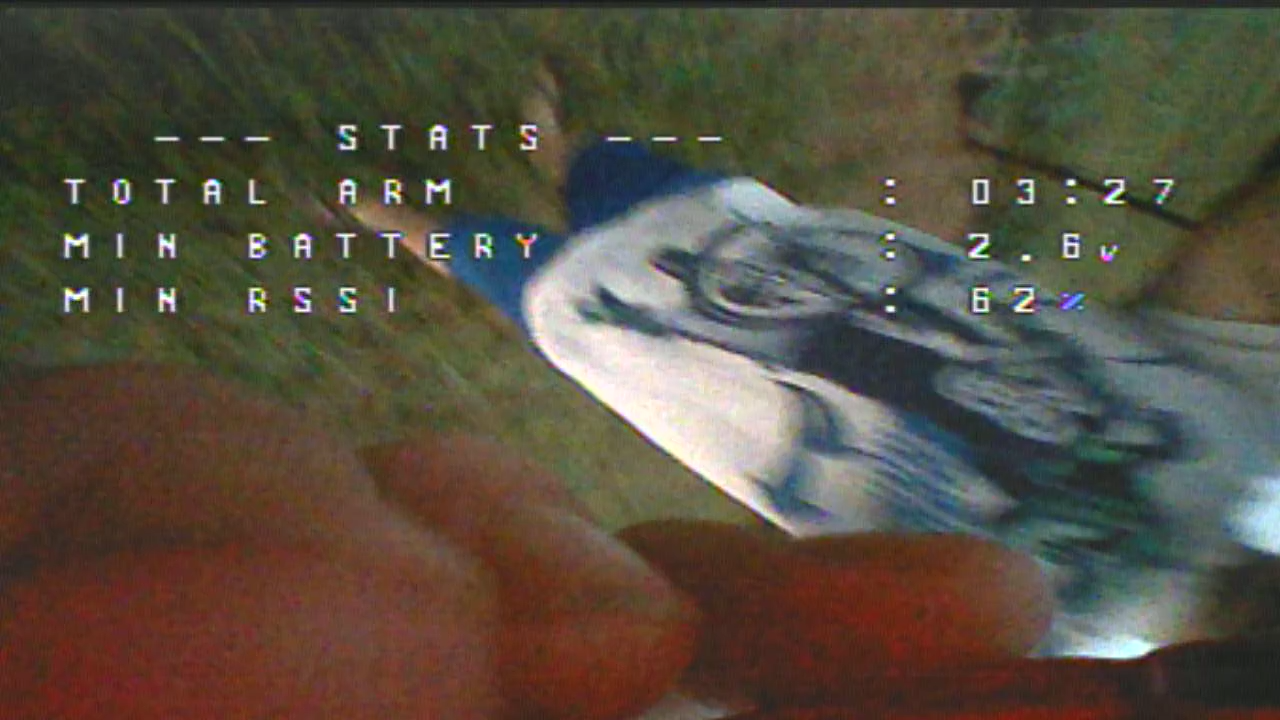 --- STATS ---
TOTAL ARM : 03:27
MIN BATTERY : 2.6v
MIN RSSI : 62%